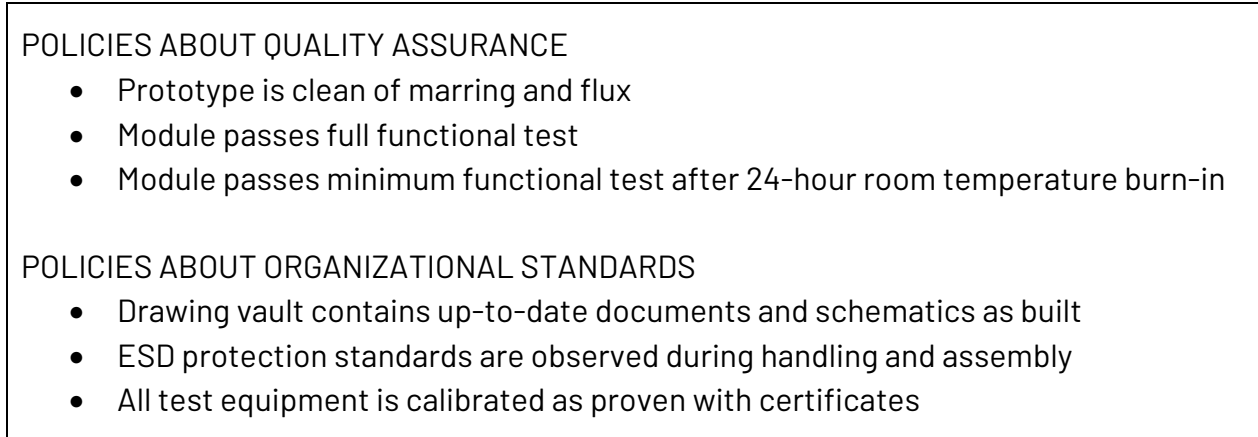 POLICIES ABOUT QUALITY ASSURANCE
• Prototype is clean of marring and flux
• Module passes full functional test
• Module passes minimum functional test after 24-hour room temperature burn-in
POLICIES ABOUT ORGANIZATIONAL STANDARDS
• Drawing vault contains up-to-date documents and schematics as built
• ESD protection standards are observed during handling and assembly
• All test equipment is calibrated as proven with certificates